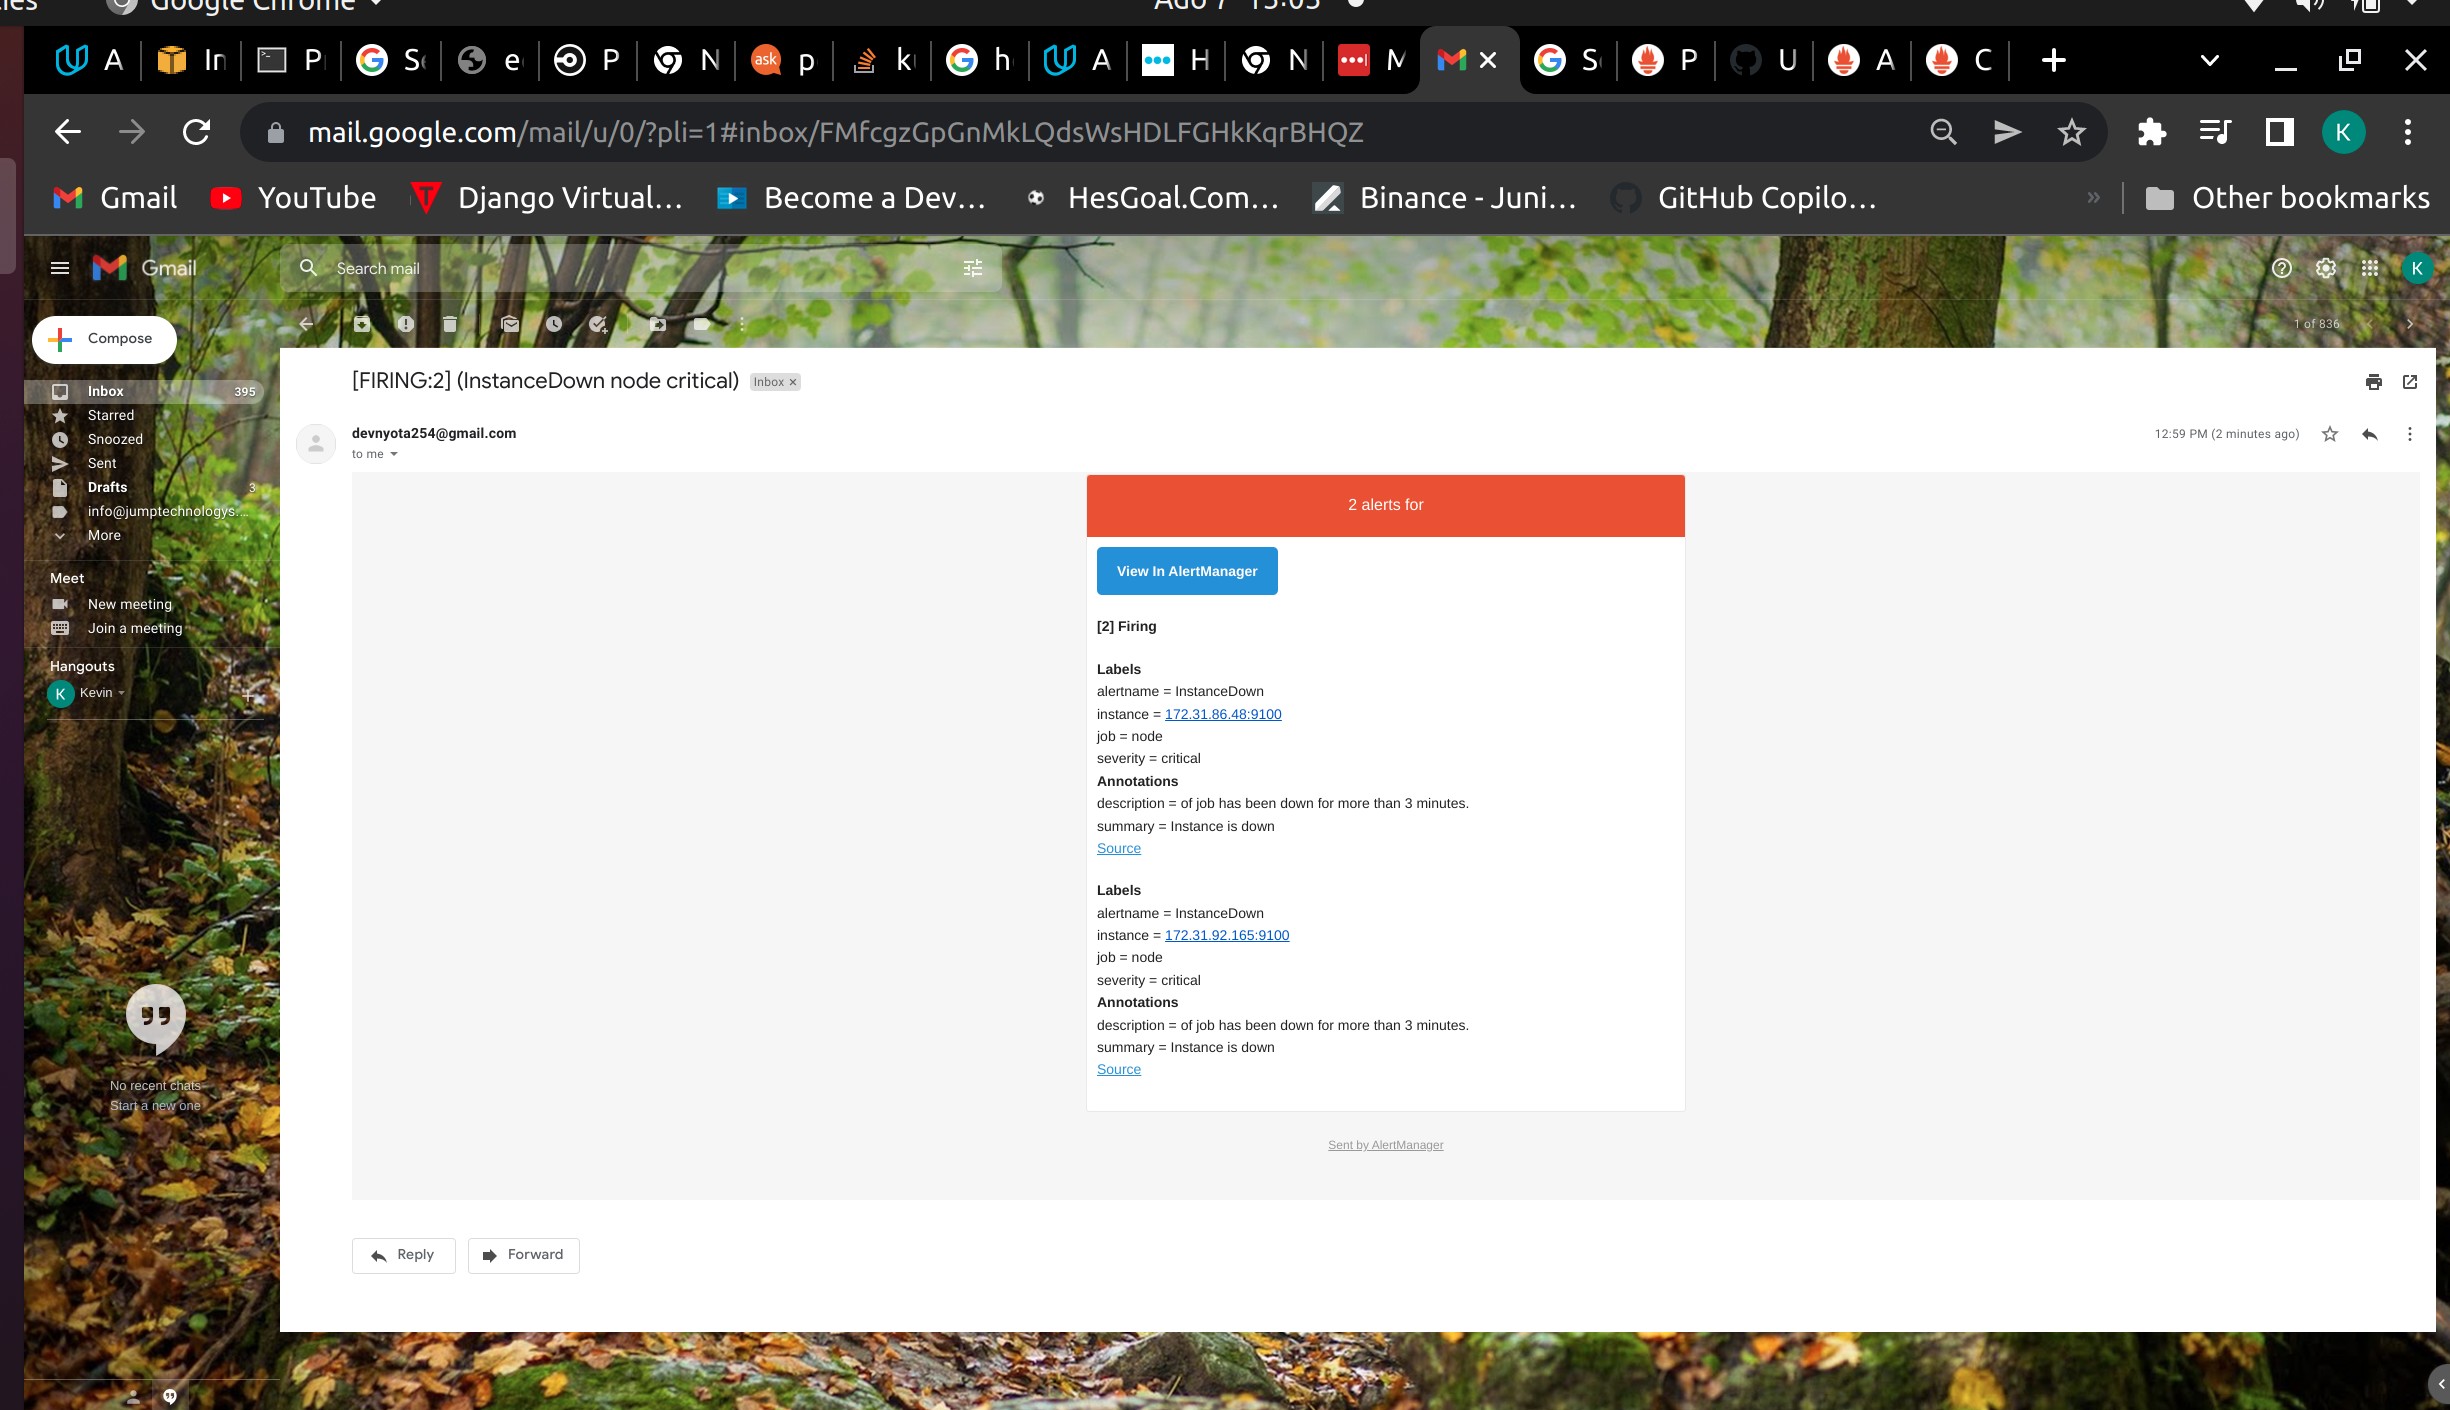 Google Chrome
Ago 7 13:03
A In P Se e P N p k h A H N M S P U A C
mail.google.com/mail/u/0/?pli=1#inbox/FMfcgzGpGnMkLQdsWsHDLFGHkKqrBHQZ
K
Gmail YouTube Django Virtual... Become a Dev... HesGoal.Com... Binance - Juni... GitHub Copilo... » Other bookmarks
Gmail Search mail K
Compose
1 of 836
Inbox 395
Starred
Snoozed
Sent
Drafts 3
info@jumptechnologys....
More
Meet
New meeting
Join a meeting
Hangouts
K Kevin
No recent chats
Start a new one
[FIRING:2] (InstanceDown node critical) Inbox ×
devnyota254@gmail.com 12:59 PM (2 minutes ago)
to me
2 alerts for
View In AlertManager
[2] Firing
Labels
alertname = InstanceDown
instance = 172.31.86.48:9100
job = node
severity = critical
Annotations
description = of job has been down for more than 3 minutes.
summary = Instance is down
Source
Labels
alertname = InstanceDown
instance = 172.31.92.165:9100
job = node
severity = critical
Annotations
description = of job has been down for more than 3 minutes.
summary = Instance is down
Source
Sent by AlertManager
Reply Forward